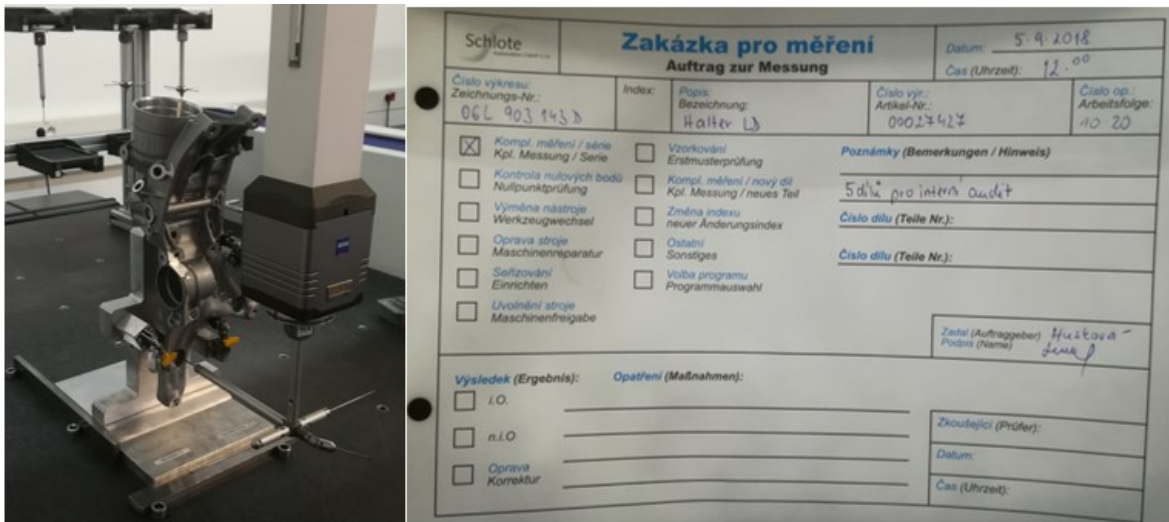 Schlote
Zakázka pro měření
Auftrag zur Messung
Datum: 5.9.2018
Čas (Uhrzeit): 12.00
Číslo výkresu:
Zeichnungs-Nr.:
06L 903 143 D
Index:
Popis:
Bezeichnung:
Halter LD
Číslo výr.:
Artikel-Nr.:
00027427
Číslo op.:
Arbeitsfolge:
10 20
Kompl. měření / série
Kpl. Messung / Serie
Kontrola nulových bodů
Nullpunktprüfung
Výměna nástroje
Werkzeugwechsel
Oprava stroje
Maschinenreparatur
Seřizování
Einrichten
Uvolnění stroje
Maschinenfreigabe
Vzorkování
Erstmusterprüfung
Kompl. měření / nový díl
Kpl. Messung / neues Teil
Změna indexu
neuer Änderungsindex
Ostatní
Sonstiges
Volba programu
Programmauswahl
Poznámky (Bemerkungen / Hinweis)
5 dílů pro interní audit
Číslo dílu (Teile Nr.):
Číslo dílu (Teile Nr.):
Zadal (Auftraggeber)
Podpis (Name)
Výsledek (Ergebnis):
Opatření (Maßnahmen):
i.O.
n.i.O
Oprava
Korrektur
Zkoušející (Prüfer):
Datum:
Čas (Uhrzeit):